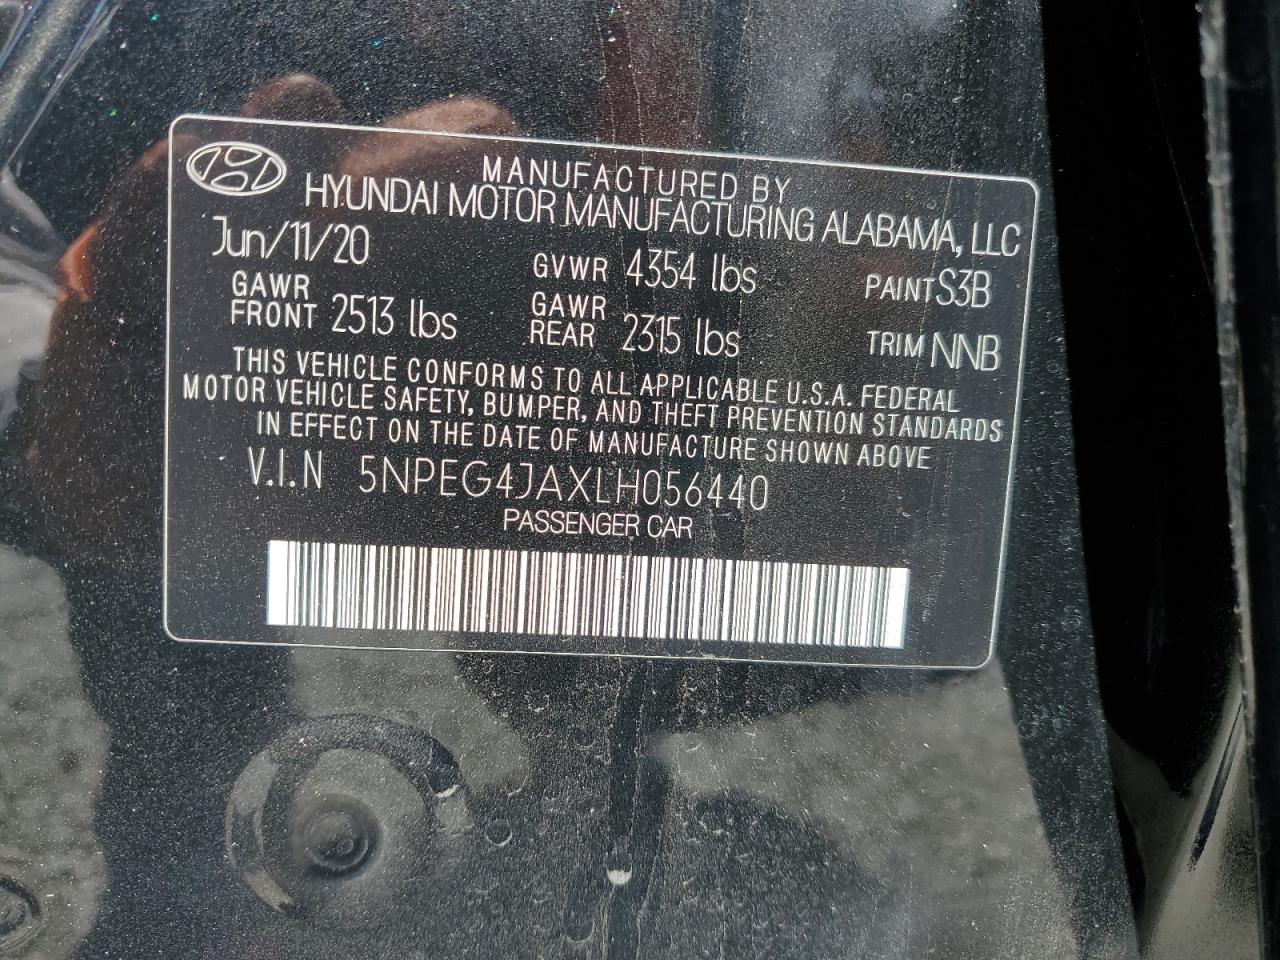 MANUFACTURED BY
HYUNDAI MOTOR MANUFACTURING ALABAMA, LLC
Jun/11/20 GVWR 4354 lbs PAINT S3B
GAWR FRONT 2513 lbs GAWR REAR 2315 lbs TRIM NNB
THIS VEHICLE CONFORMS TO ALL APPLICABLE U.S.A. FEDERAL
MOTOR VEHICLE SAFETY, BUMPER, AND THEFT PREVENTION STANDARDS
IN EFFECT ON THE DATE OF MANUFACTURE SHOWN ABOVE
V.I.N 5NPEG4JAXLH056440
PASSENGER CAR